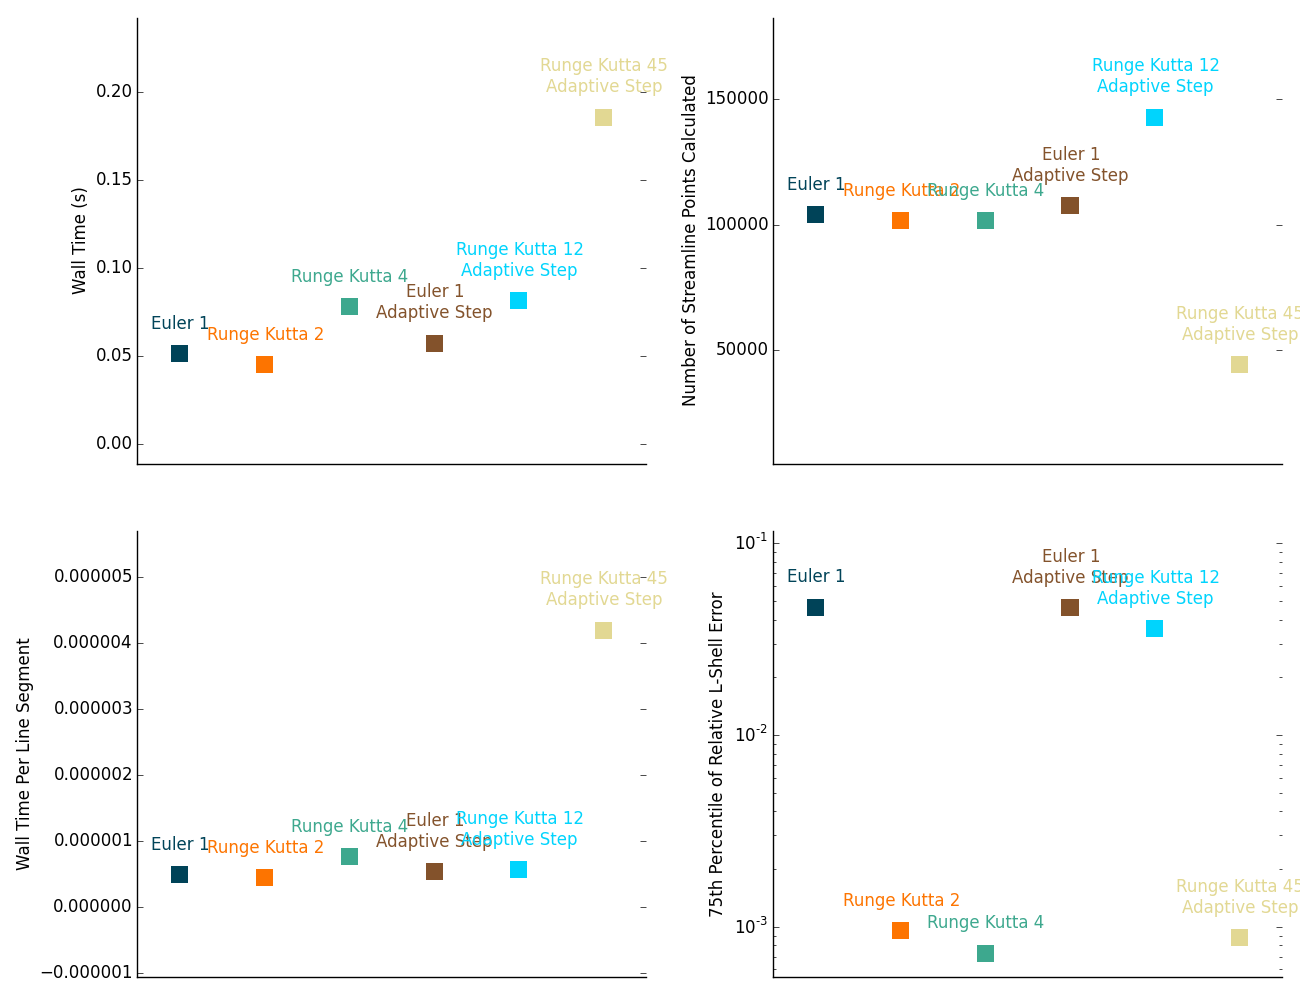 Wall Time (s)
0.20
0.15
0.10
0.05
0.00
Runge Kutta 45
Adaptive Step
Runge Kutta 12
Adaptive Step
Runge Kutta 4
Euler 1
Adaptive Step
Euler 1
Runge Kutta 2
Number of Streamline Points Calculated
150000
100000
50000
Runge Kutta 12
Adaptive Step
Euler 1
Adaptive Step
Euler 1
Runge Kutta 2
Runge Kutta 4
Runge Kutta 45
Adaptive Step
Wall Time Per Line Segment
0.000005
0.000004
0.000003
0.000002
0.000001
0.000000
−0.000001
Runge Kutta 45
Adaptive Step
Runge Kutta 4
Euler 1
Adaptive Step
Runge Kutta 12
Adaptive Step
Euler 1
Runge Kutta 2
75th Percentile of Relative L-Shell Error
10^-1
10^-2
10^-3
Euler 1
Euler 1
Adaptive Step
Runge Kutta 12
Adaptive Step
Runge Kutta 2
Runge Kutta 4
Runge Kutta 45
Adaptive Step